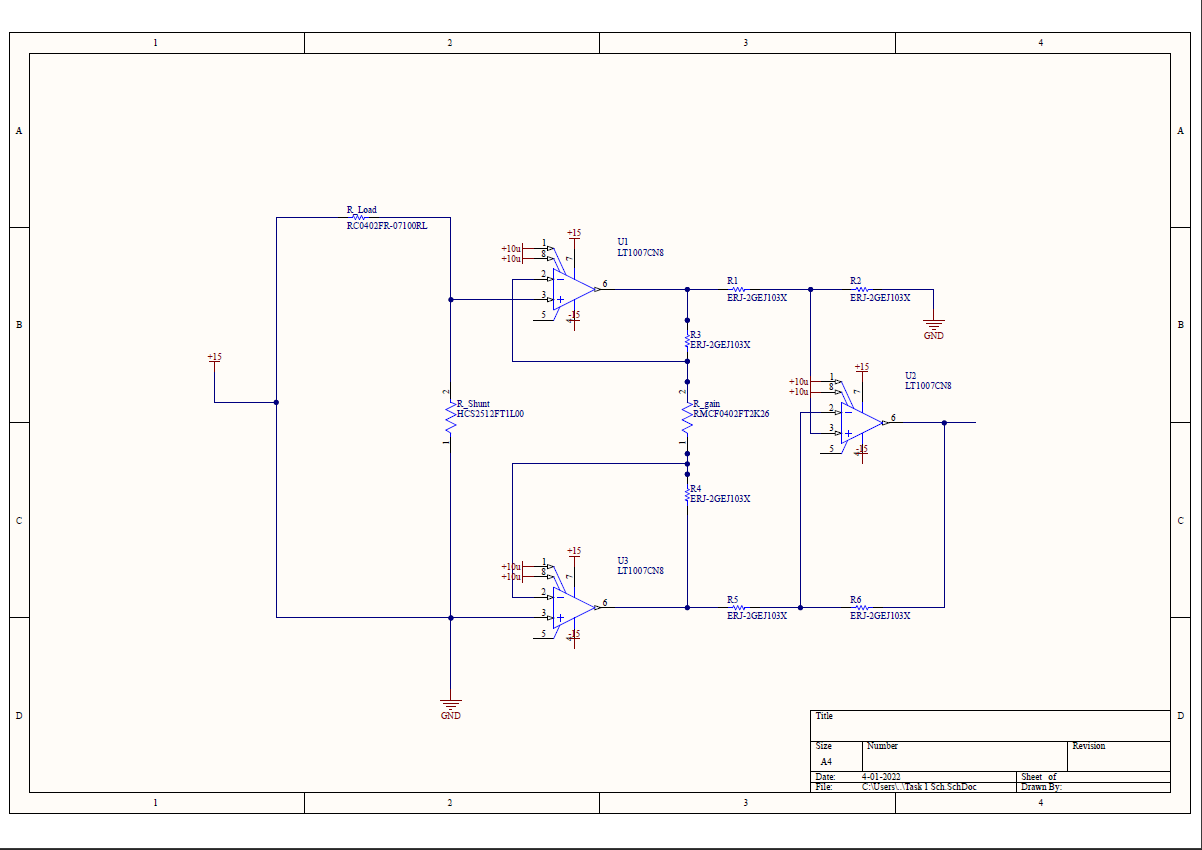 1 2 3 4
A A
R_Load
RC0402FR-07100RL
+15
U1
LT1007CN8
+10u 1
+10u 8
7
2
3
6
5
4
-15
R1
ERJ-2GEJ103X
R2
ERJ-2GEJ103X
GND
B B
R3
ERJ-2GEJ103X
+15
2
R_Shunt
HCS2512FT1L00
1
2
R_gain
RMCF0402FT2K26
1
+15
U2
LT1007CN8
+10u 1
+10u 8
7
2
3
6
5
4
-15
R4
ERJ-2GEJ103X
C C
+15
U3
LT1007CN8
+10u 1
+10u 8
7
2
3
6
5
4
-15
R5
ERJ-2GEJ103X
R6
ERJ-2GEJ103X
GND
D D
Title
Size Number Revision
A4
Date: 4-01-2022 Sheet of
File: C:\Users\..\Task 1 Sch.SchDoc Drawn By:
1 2 3 4